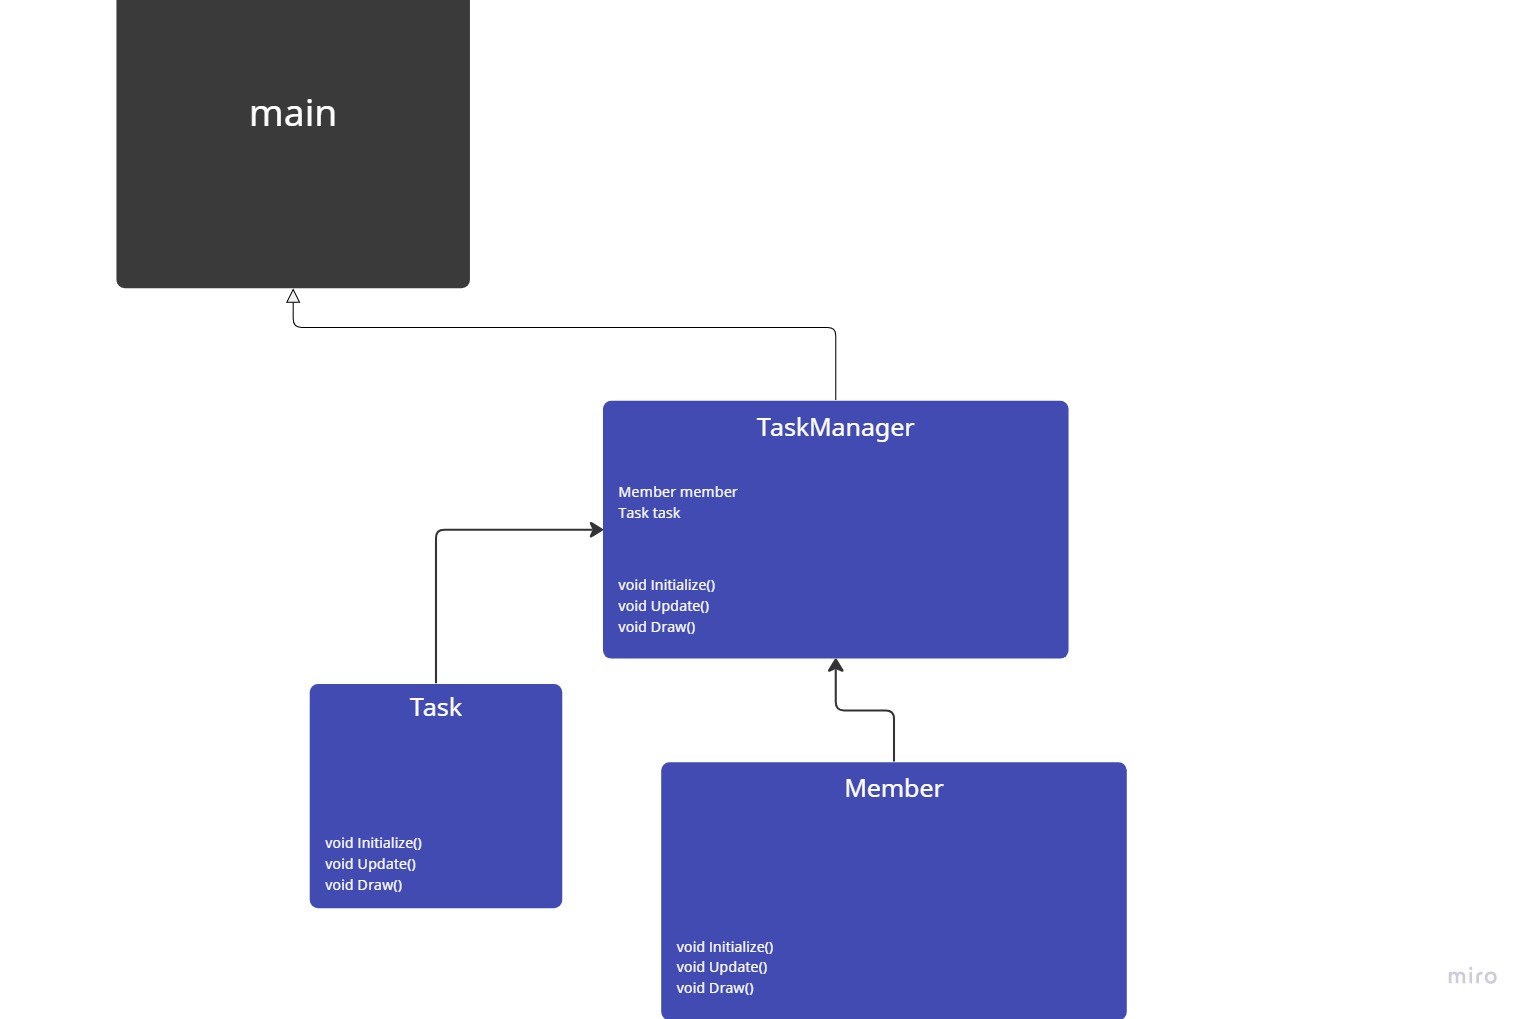 main
TaskManager
Member member
Task task
void Initialize()
void Update()
void Draw()
Task
void Initialize()
void Update()
void Draw()
Member
void Initialize()
void Update()
void Draw()
miro